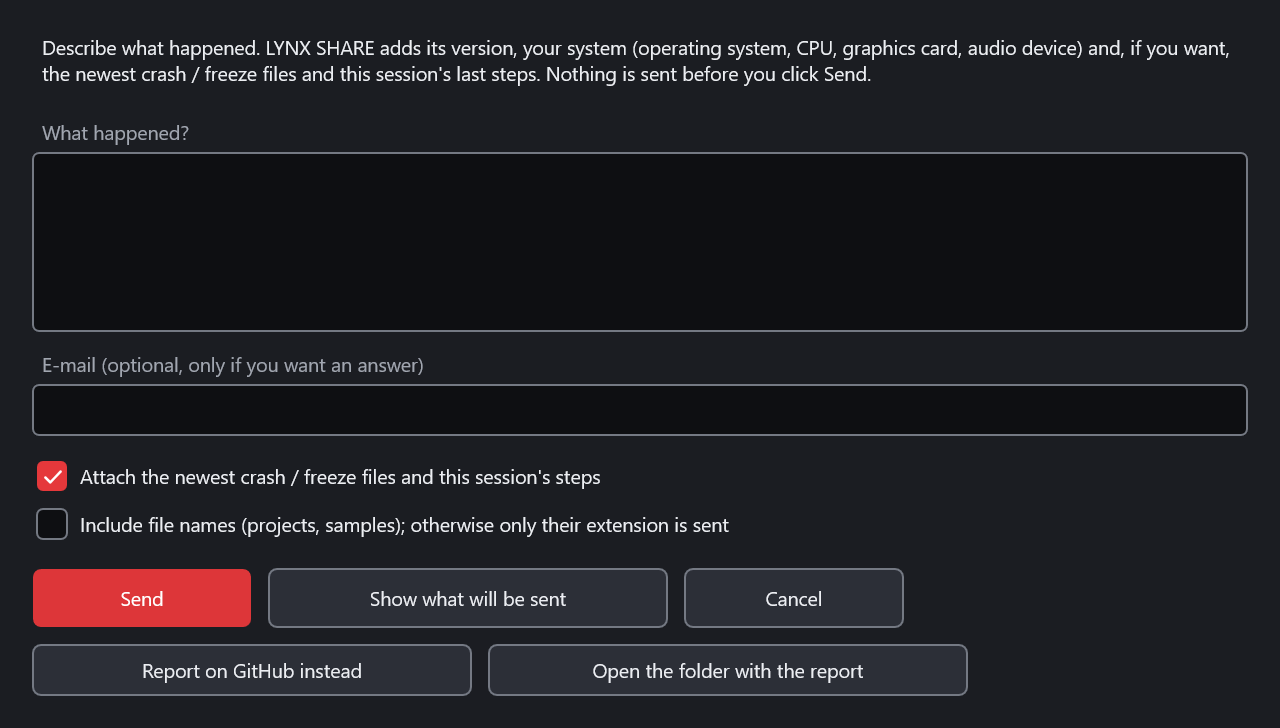 Describe what happened. LYNX SHARE adds its version, your system (operating system, CPU, graphics card, audio device) and, if you want,
the newest crash / freeze files and this session's last steps. Nothing is sent before you click Send.
What happened?
E-mail (optional, only if you want an answer)
Attach the newest crash / freeze files and this session's steps
Include file names (projects, samples); otherwise only their extension is sent
Send
Show what will be sent
Cancel
Report on GitHub instead
Open the folder with the report